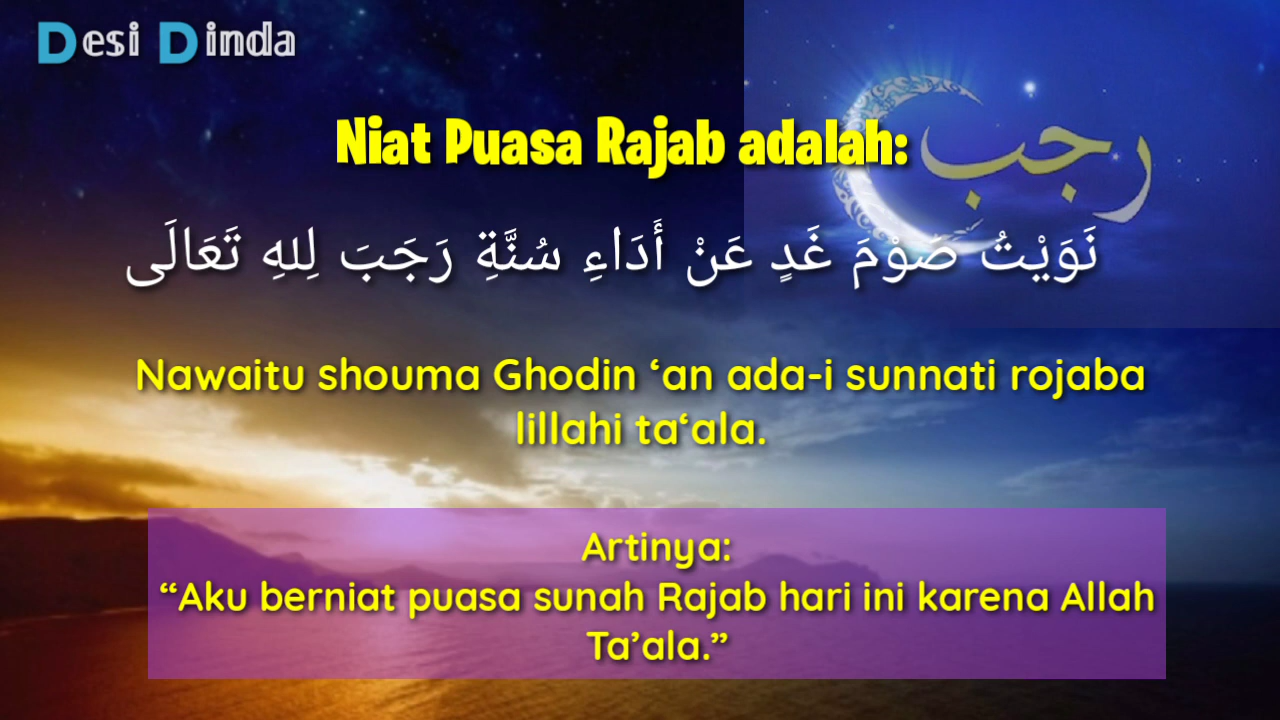 Desi Dinda
رجب
Niat Puasa Rajab adalah:
نَوَيْتُ صَوْمَ غَدٍ عَنْ أَدَاءِ سُنَّةِ رَجَبَ لِلهِ تَعَالَى
Nawaitu shouma Ghodin ‘an ada-i sunnati rojaba
lillahi ta‘ala.
Artinya:
“Aku berniat puasa sunah Rajab hari ini karena Allah
Ta’ala.”